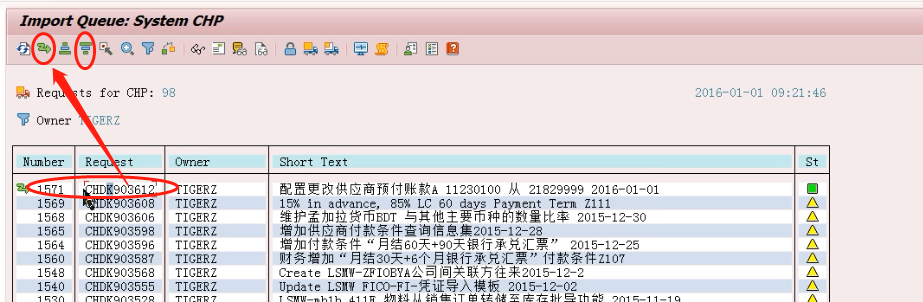 Import Queue: System CHP
Requests for CHP: 98 2016-01-01 09:21:46
Owner TIGERZ
Number Request Owner Short Text St
1571 CHDK903612 TIGERZ 配置更改供应商预付账款A 11230100 从 21829999 2016-01-01
1569 CHDK903608 TIGERZ 15% in advance, 85% LC 60 days Payment Term Z111
1568 CHDK903606 TIGERZ 维护孟加拉货币BDT 与其他主要币种的数量比率 2015-12-30
1565 CHDK903598 TIGERZ 增加供应商付款条件查询信息集2015-12-28
1564 CHDK903596 TIGERZ 增加付款条件“月结60天+90天银行承兑汇票” 2015-12-25
1560 CHDK903587 TIGERZ 财务增加“月结30天+6个月银行承兑汇票”付款条件Z107
1548 CHDK903568 TIGERZ Create LSMW-ZFIOBYA公司间关联方往来2015-12-2
1540 CHDK903555 TIGERZ Update LSMW FICO-FI-凭证导入模板 2015-12-02
1530 CHDK903528 TIGERZ LSMW-mb1b 411E 物料从销售订单转储至库存批导功能 2015-11-19